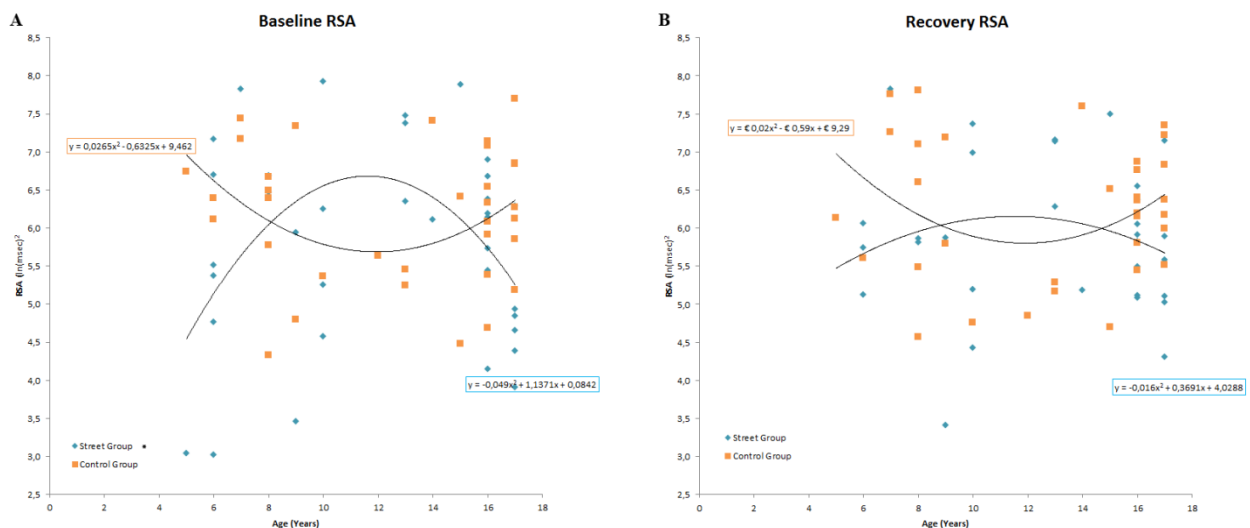 A
Baseline RSA
8,5
8,0
7,5
7,0
6,5
6,0
5,5
5,0
4,5
4,0
3,5
3,0
2,5
RSA (ln(msec)²
y = 0,0265x² - 0,6325x + 9,462
y = -0,049x² + 1,1371x + 0,0842
Street Group *
Control Group
0 2 4 6 8 10 12 14 16 18
Age (Years)
B
Recovery RSA
8,5
8,0
7,5
7,0
6,5
6,0
5,5
5,0
4,5
4,0
3,5
3,0
2,5
RSA (ln(msec)²
y = € 0,02x² - € 0,59x + € 9,29
y = -0,016x² + 0,3691x + 4,0288
Street Group
Control Group
0 2 4 6 8 10 12 14 16 18
Age (Years)